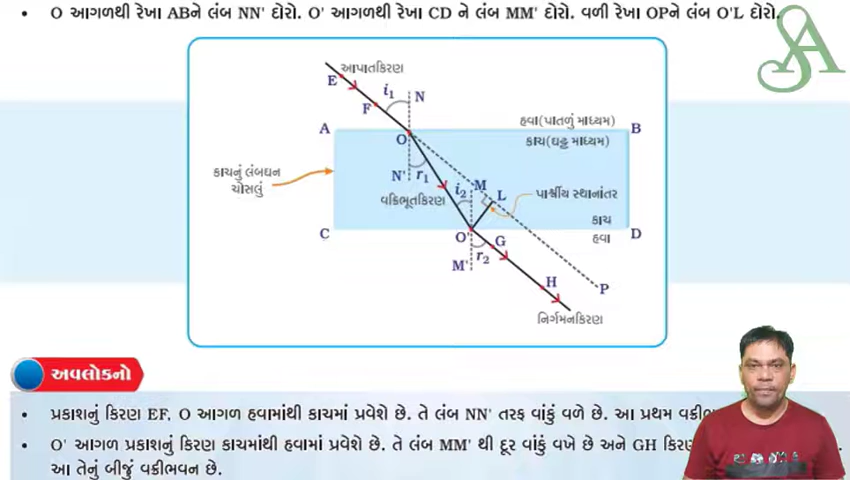 • O આગળથી રેખા ABને લંબ NN' દોરો. O' આગળથી રેખા CD ને લંબ MM' દોરો. વળી રેખા OPને લંબ O'L દોરો.
SA
આપાતકિરણ
E
i₁
N
F
હવા(પાતળું માધ્યમ)
A
B
O
કાચ(ઘટ્ટ માધ્યમ)
કાચનું લંબઘન
ચોસલું
N'
r₁
i₂
M
L
પાર્શ્વીય સ્થાનાંતર
વક્રિભૂતકિરણ
કાચ
C
O'
G
D
હવા
M'
r₂
H
P
નિર્ગમનકિરણ
અવલોકનો
• પ્રકાશનું કિરણ EF, O આગળ હવામાંથી કાચમાં પ્રવેશે છે. તે લંબ NN' તરફ વાંકું વળે છે. આ પ્રથમ
• O' આગળ પ્રકાશનું કિરણ કાચમાંથી હવામાં પ્રવેશે છે. તે લંબ MM' થી દૂર વાંકું વખે છે અને GH
આ તેનું બીજું વક્રીભવન છે.